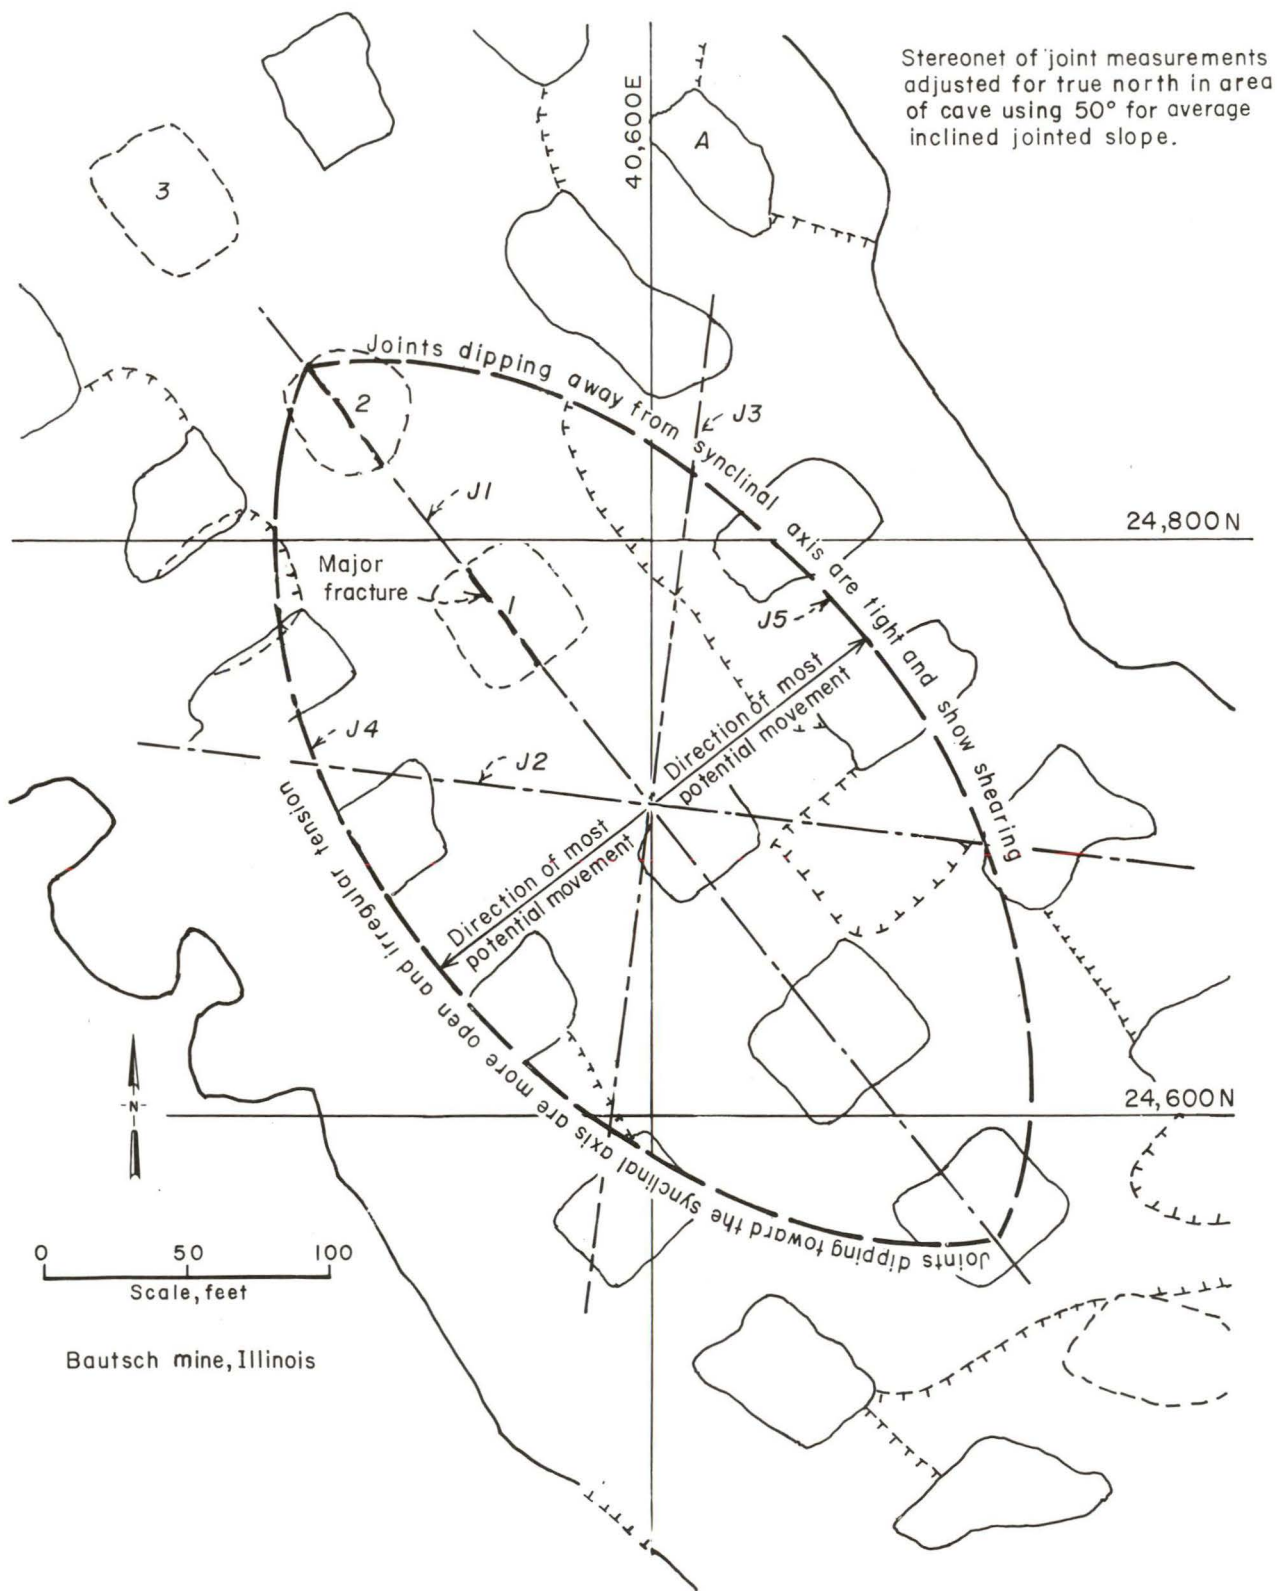 Stereonet of joint measurements
adjusted for true north in area
of cave using 50° for average
inclined jointed slope.
40,600E
A
3
Joints dipping away from synclinal axis are tight and show shearing
2
J3
J1
24,800N
Major
fracture
1
J5
Direction of most
potential movement
J4
J2
Direction of most
potential movement
Joints dipping toward the synclinal axis are more open and irregular tension
-N-
24,600N
0 50 100
Scale, feet
Bautsch mine, Illinois